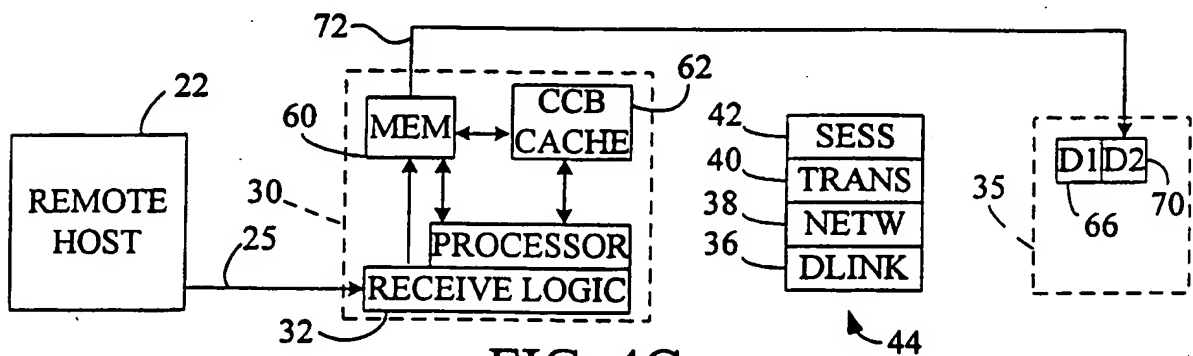 72
22
62
60
MEM
CCB
CACHE
42
SESS
40
TRANS
38
NETW
36
DLINK
D1
D2
35
66
70
REMOTE
HOST
30
25
PROCESSOR
RECEIVE LOGIC
32
44